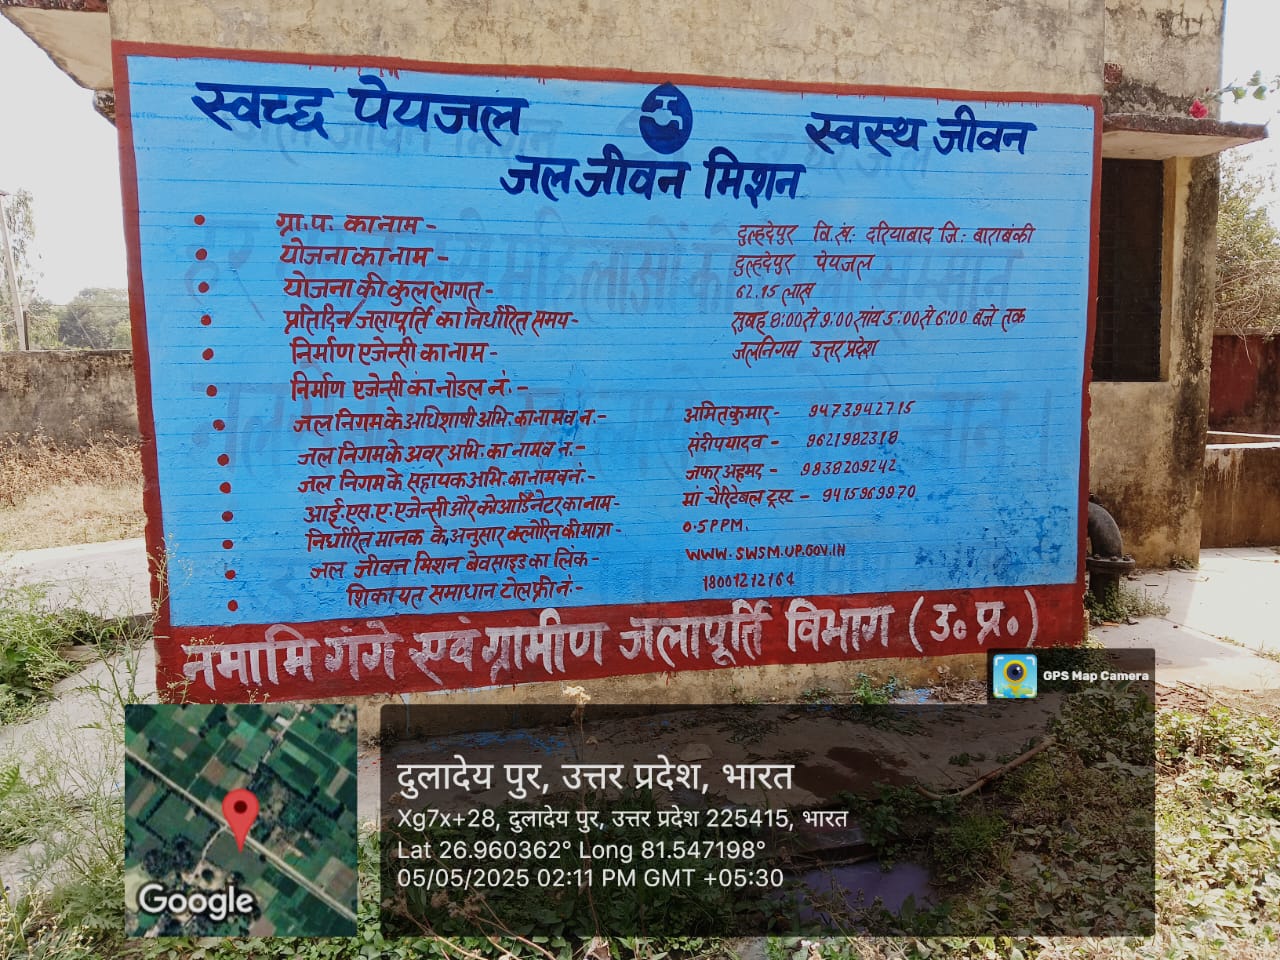 स्वच्छ पेयजल स्वस्थ जीवन
जल जीवन मिशन
ग्रा.प. का नाम - दुल्हदेपुर वि.खं: दरियाबाद जि: बाराबंकी
योजना का नाम - दुल्हदेपुर पेयजल
योजना की कुल लागत - 62.15 लाख
प्रतिदिन जलापूर्ति का निर्धारित समय - सुबह 8:00 से 9:00 सांय 5:00 से 6:00 बजे तक
निर्माण एजेन्सी का नाम - जलनिगम उत्तर प्रदेश
निर्माण एजेन्सी का नोडल नं. -
जल निगम के अधिशाषी अभि. का नाम व न. - अमित कुमार - 9473942715
जल निगम के अवर अभि. का नाम व न. - संदीप यादव - 9621982318
जल निगम के सहायक अभि. का नाम व नं. - जफर अहमद - 9838209242
आई.एस.ए. एजेन्सी और कोआर्डिनेटर का नाम - मां चैरिटेबल ट्रस्ट - 9415969970
निर्धारित मानक के अनुसार क्लोरिन की मात्रा - 0.5 PPM.
जल जीवन मिशन बेवसाइड का लिंक - WWW.SWSM.UP.GOV.IN
शिकायत समाधान टोल फ्री नं: - 18001212164
नमामि गंगे एवं ग्रामीण जलापूर्ति विभाग (उ॰ प्र॰)
GPS Map Camera
दुलादेय पुर, उत्तर प्रदेश, भारत
Xg7x+28, दुलादेय पुर, उत्तर प्रदेश 225415, भारत
Lat 26.960362° Long 81.547198°
05/05/2025 02:11 PM GMT +05:30
Google